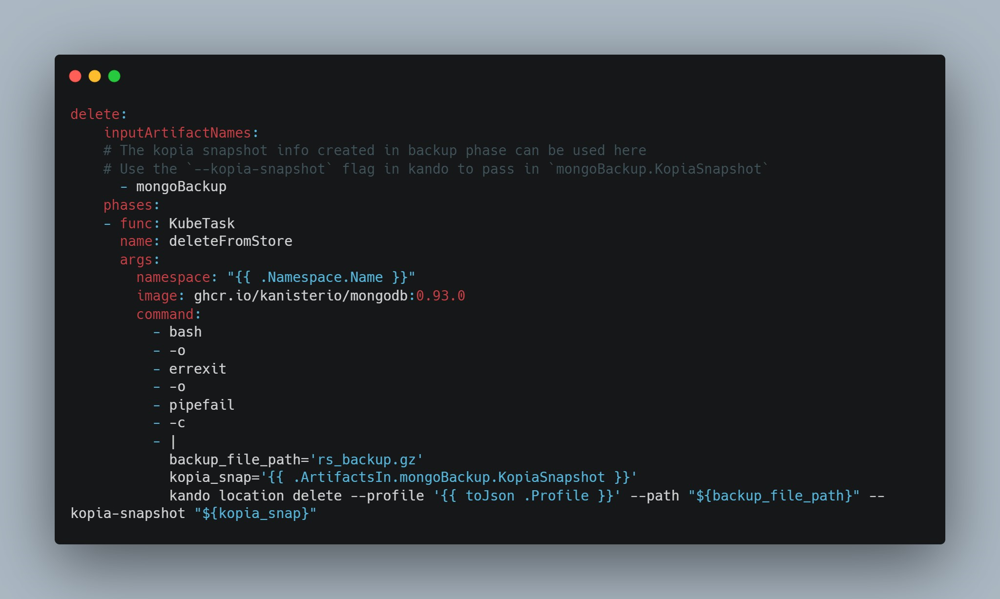 delete:
    inputArtifactNames:
    # The kopia snapshot info created in backup phase can be used here
    # Use the `--kopia-snapshot` flag in kando to pass in `mongoBackup.KopiaSnapshot`
      - mongoBackup
    phases:
    - func: KubeTask
      name: deleteFromStore
      args:
        namespace: "{{ .Namespace.Name }}"
        image: ghcr.io/kanisterio/mongodb:0.93.0
        command:
          - bash
          - -o
          - errexit
          - -o
          - pipefail
          - -c
          - |
            backup_file_path='rs_backup.gz'
            kopia_snap='{{ .ArtifactsIn.mongoBackup.KopiaSnapshot }}'
            kando location delete --profile '{{ toJson .Profile }}' --path "${backup_file_path}" --
kopia-snapshot "${kopia_snap}"